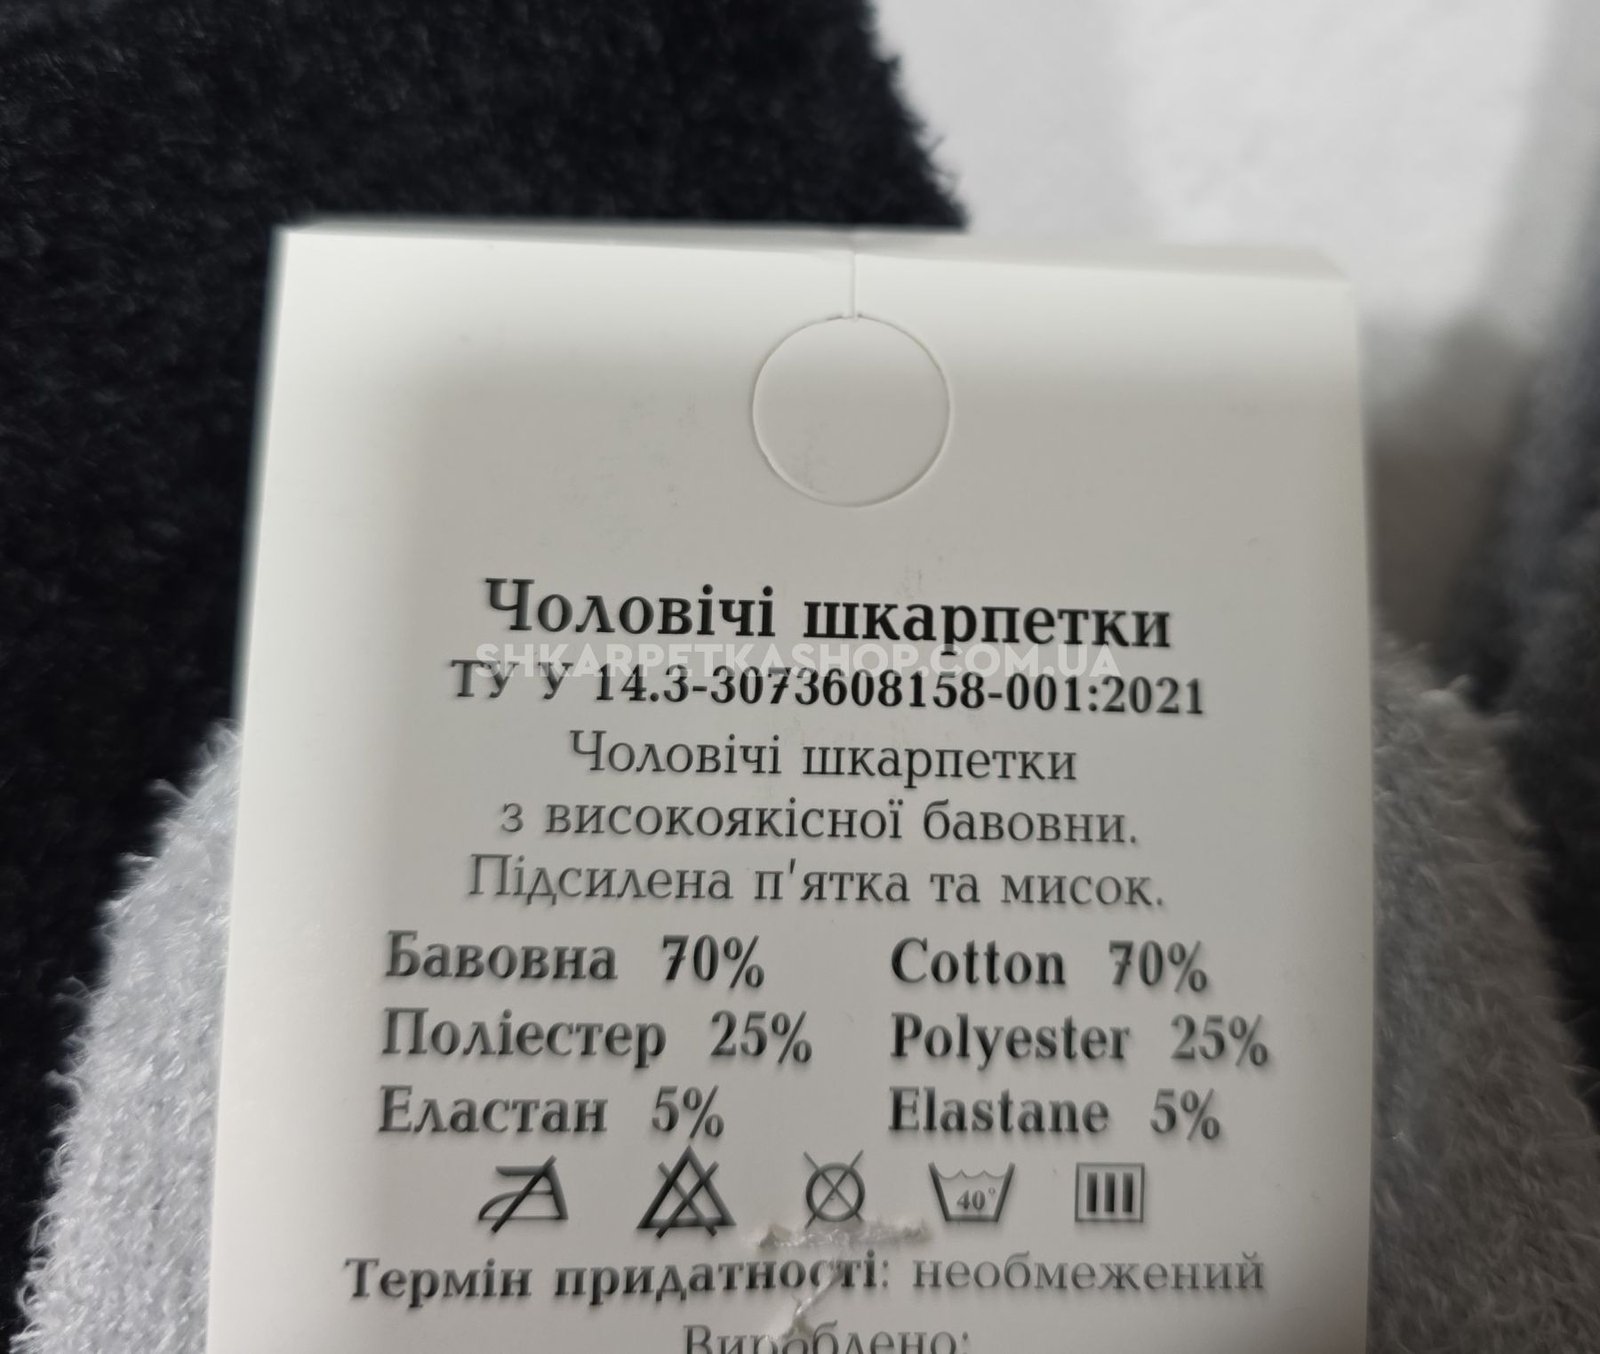 Чоловічі шкарпетки
SHKARPETKASHOP.COM.UA
ТУ У 14.3-3073608158-001:2021
Чоловічі шкарпетки
з високоякісної бавовни.
Підсилена п'ятка та мисок.
Бавовна 70% Cotton 70%
Поліестер 25% Polyester 25%
Еластан 5% Elastane 5%
40°
Термін придатності: необмежений
Вироблено: